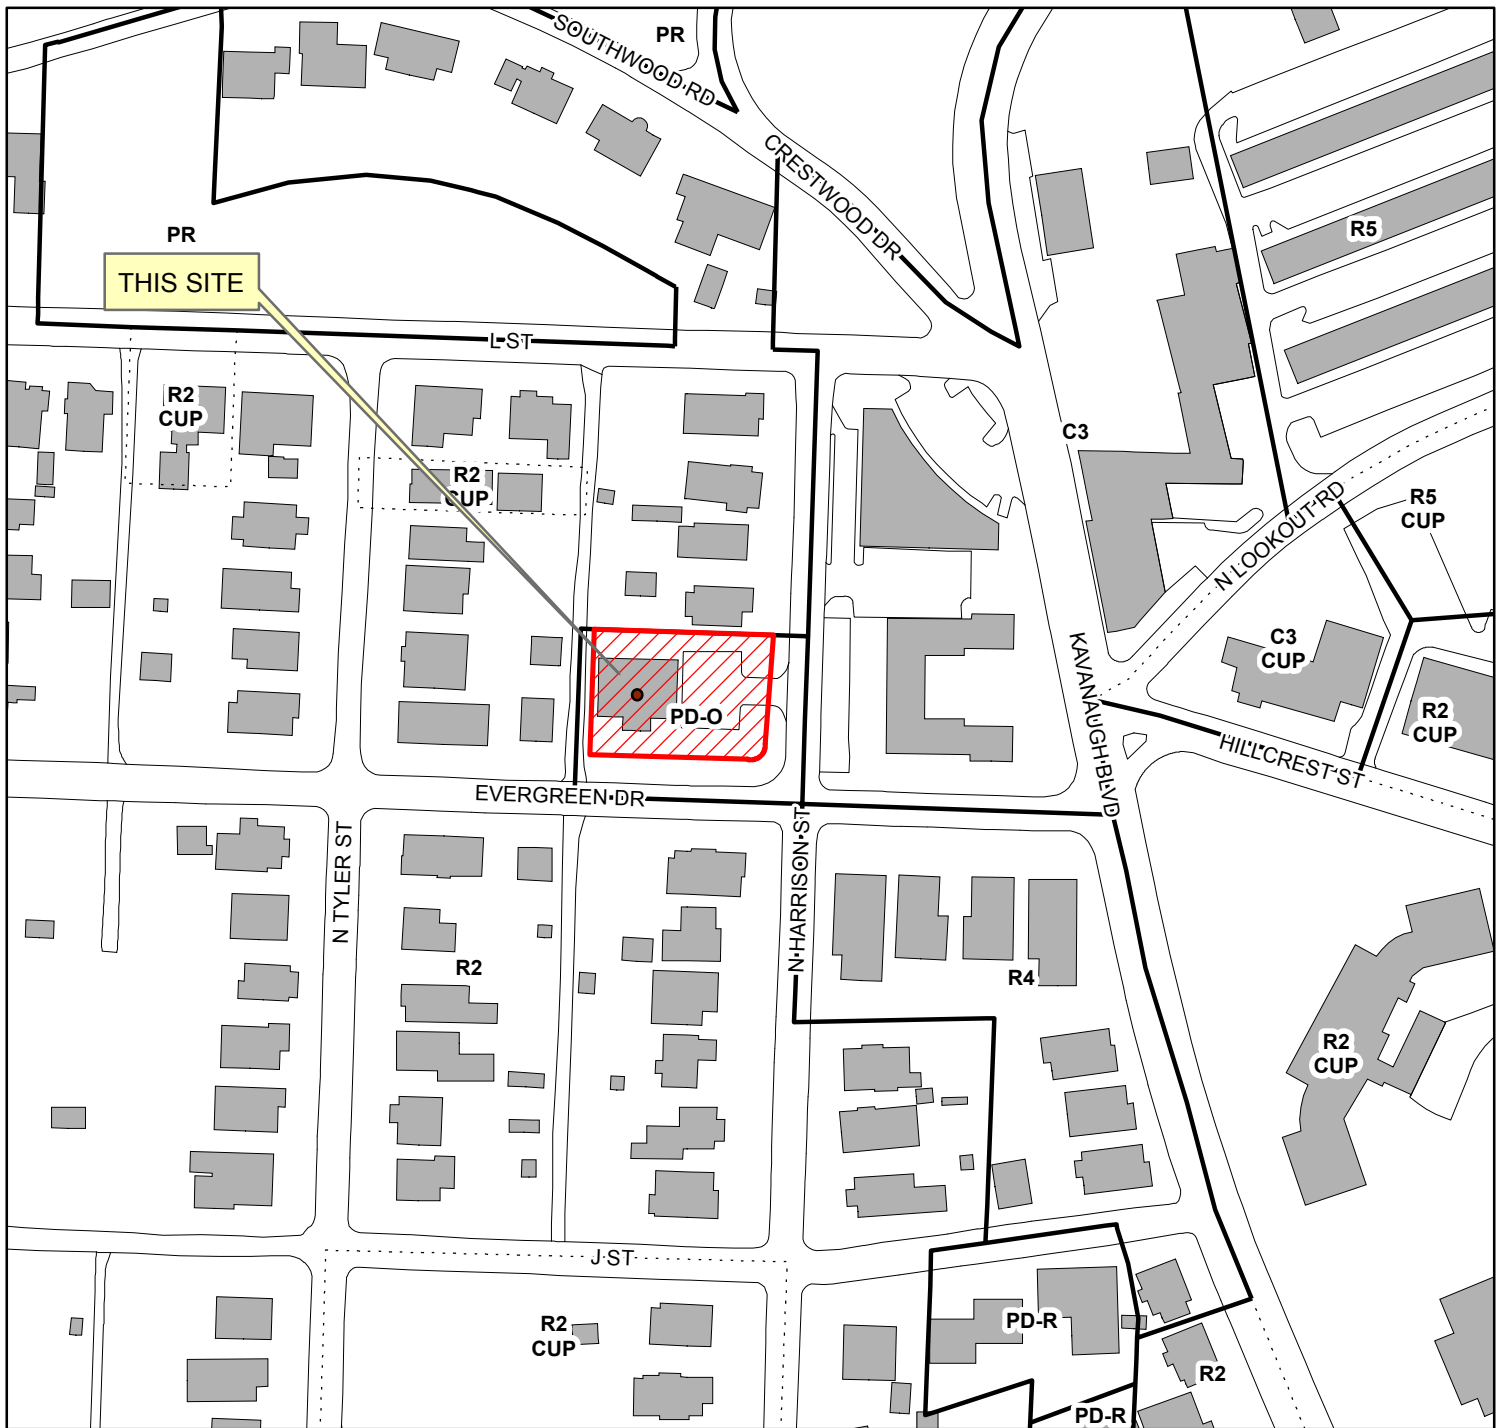 SOUTHWOOD RD
PR
CRESTWOOD DR
PR
R5
THIS SITE
L ST
R2
CUP
C3
R2
CUP
N LOOKOUT RD
R5
CUP
C3
CUP
KAVANAUGH BLVD
PD-O
R2
CUP
HILLCREST ST
EVERGREEN DR
N TYLER ST
N HARRISON ST
R2
R4
R2
CUP
J ST
R2
CUP
PD-R
R2
PD-R